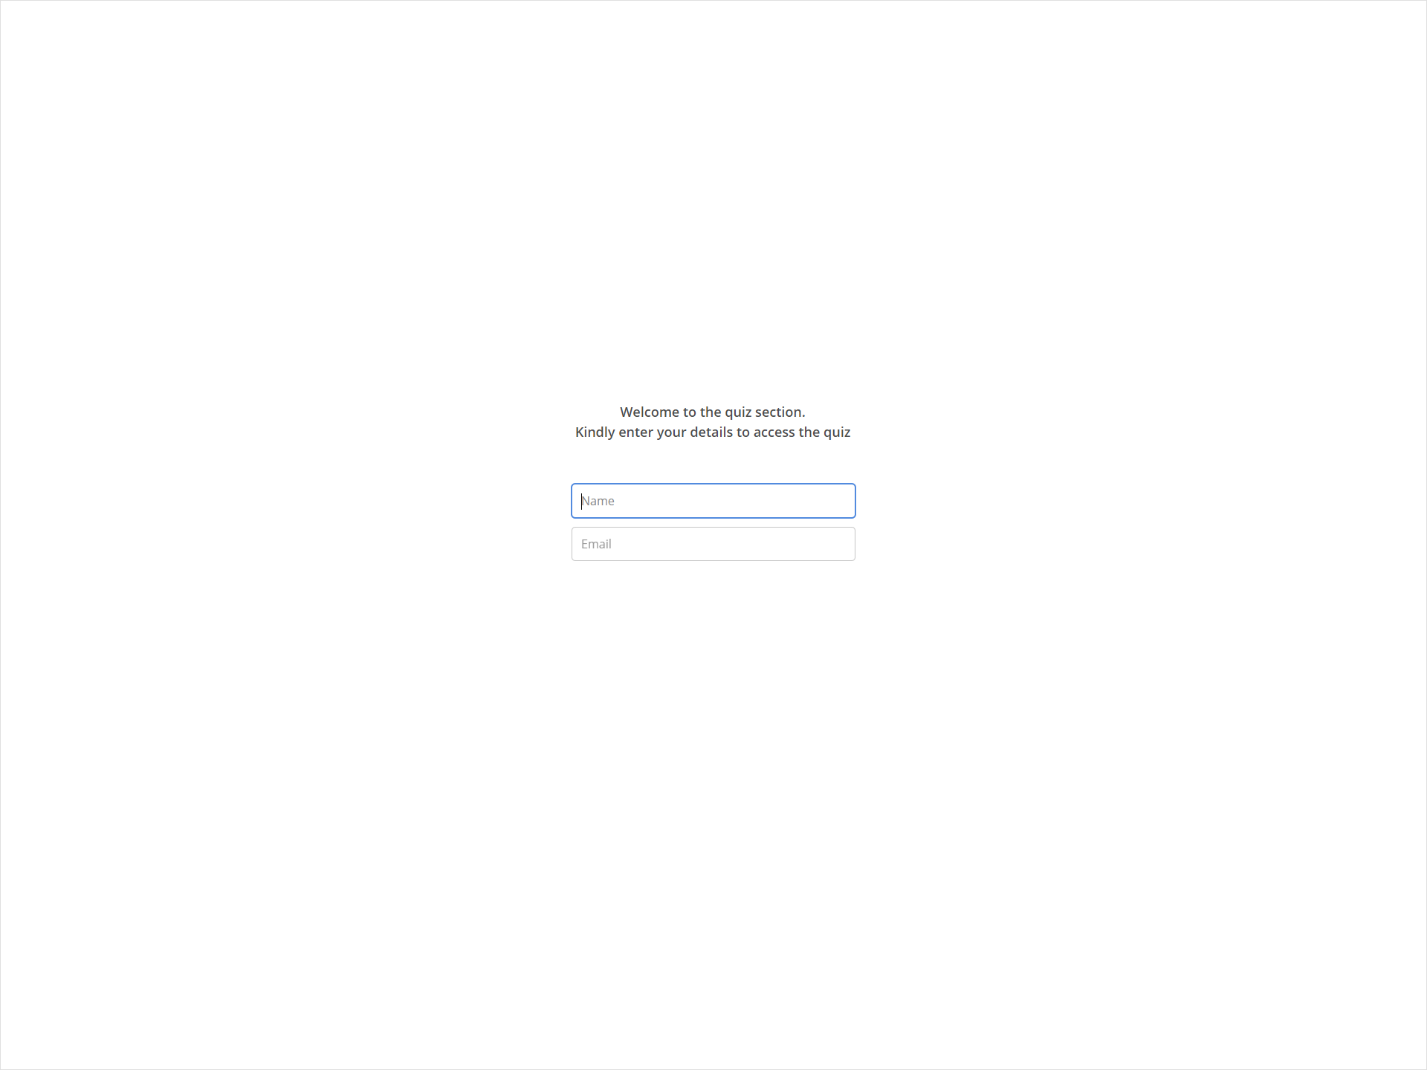 Welcome to the quiz section.
Kindly enter your details to access the quiz
Name
Email